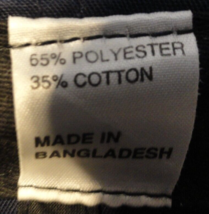 65% POLYESTER
35% COTTON
MADE IN
BANGLADESH